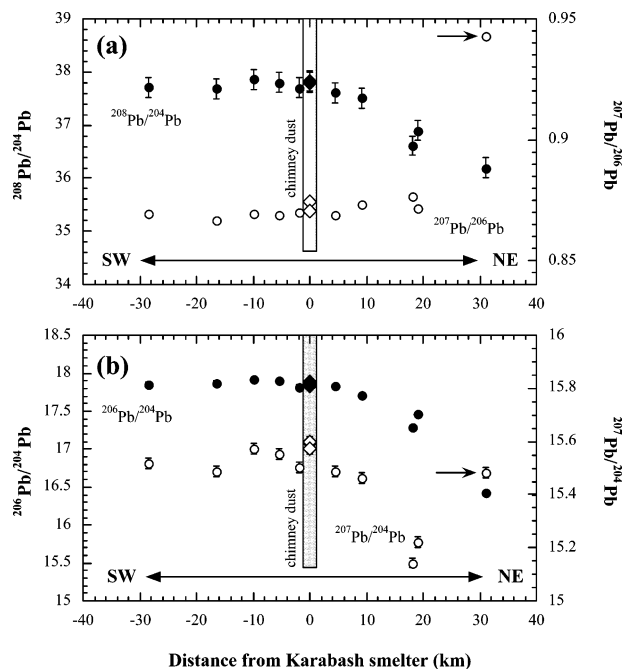 39
0.95
(a)
38
²⁰⁸Pb/²⁰⁴Pb
37
0.9
chimney dust
²⁰⁸Pb/²⁰⁴Pb
²⁰⁷Pb/²⁰⁶Pb
36
35
²⁰⁷Pb/²⁰⁶Pb
0.85
SW
NE
34
-40 -30 -20 -10 0 10 20 30 40
18.5
16
(b)
18
15.8
17.5
²⁰⁶Pb/²⁰⁴Pb
15.6
17
²⁰⁶Pb/²⁰⁴Pb
²⁰⁷Pb/²⁰⁴Pb
16.5
15.4
chimney dust
16
²⁰⁷Pb/²⁰⁴Pb
15.2
15.5
SW
NE
15
15
-40 -30 -20 -10 0 10 20 30 40
Distance from Karabash smelter (km)